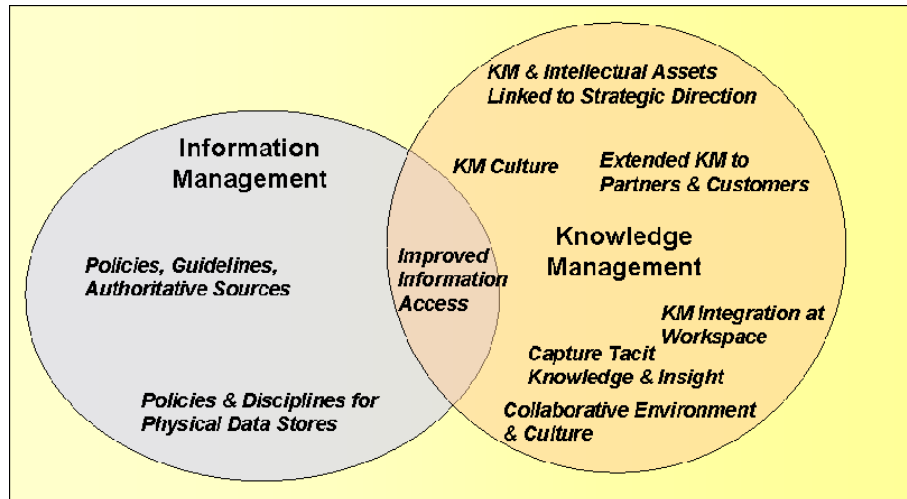 KM & Intellectual Assets
Linked to Strategic Direction
Information
Management
KM Culture
Extended KM to
Partners & Customers
Policies, Guidelines,
Authoritative Sources
Improved
Information
Access
Knowledge
Management
KM Integration at
Workspace
Capture Tacit
Knowledge & Insight
Policies & Disciplines for
Physical Data Stores
Collaborative Environment
& Culture